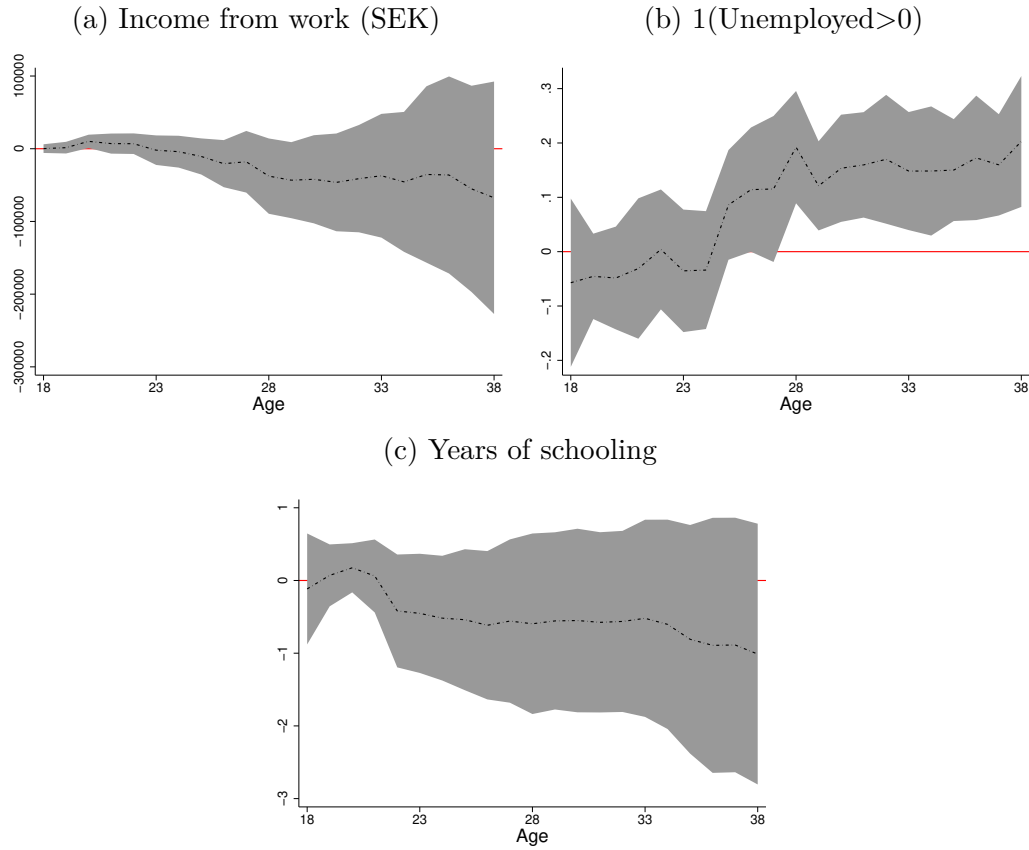 (a) Income from work (SEK)
100000
0
−100000
−200000
−300000
18 23 28 33 38
Age
(b) 1(Unemployed>0)
.3
.2
.1
0
−.1
−.2
18 23 28 33 38
Age
(c) Years of schooling
1
0
−1
−2
−3
18 23 28 33 38
Age